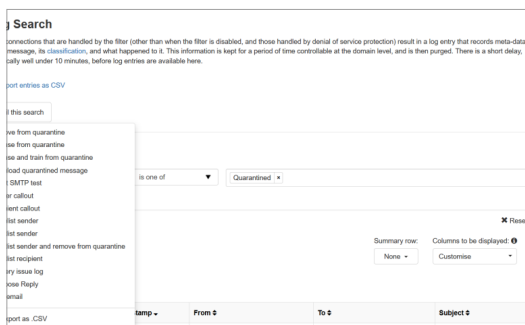 Search
connections that are handled by the filter (other than when the filter is disabled, and those handled by denial of service protection) result in a log entry that records meta-data
message, its classification, and what happened to it. This information is kept for a period of time controllable at the domain level, and is then purged. There is a short delay,
cally well under 10 minutes, before log entries are available here.
port entries as CSV
l this search
ve from quarantine
se from quarantine
se and train from quarantine
load quarantined message
SMTP test
is one of
Quarantined ×
er callout
ient callout
list sender
list sender
list sender and remove from quarantine
list recipient
ery issue log
ose Reply
email
Rese
Summary row:
Columns to be displayed:
None
Customise
port as .CSV
tamp
From
To
Subject